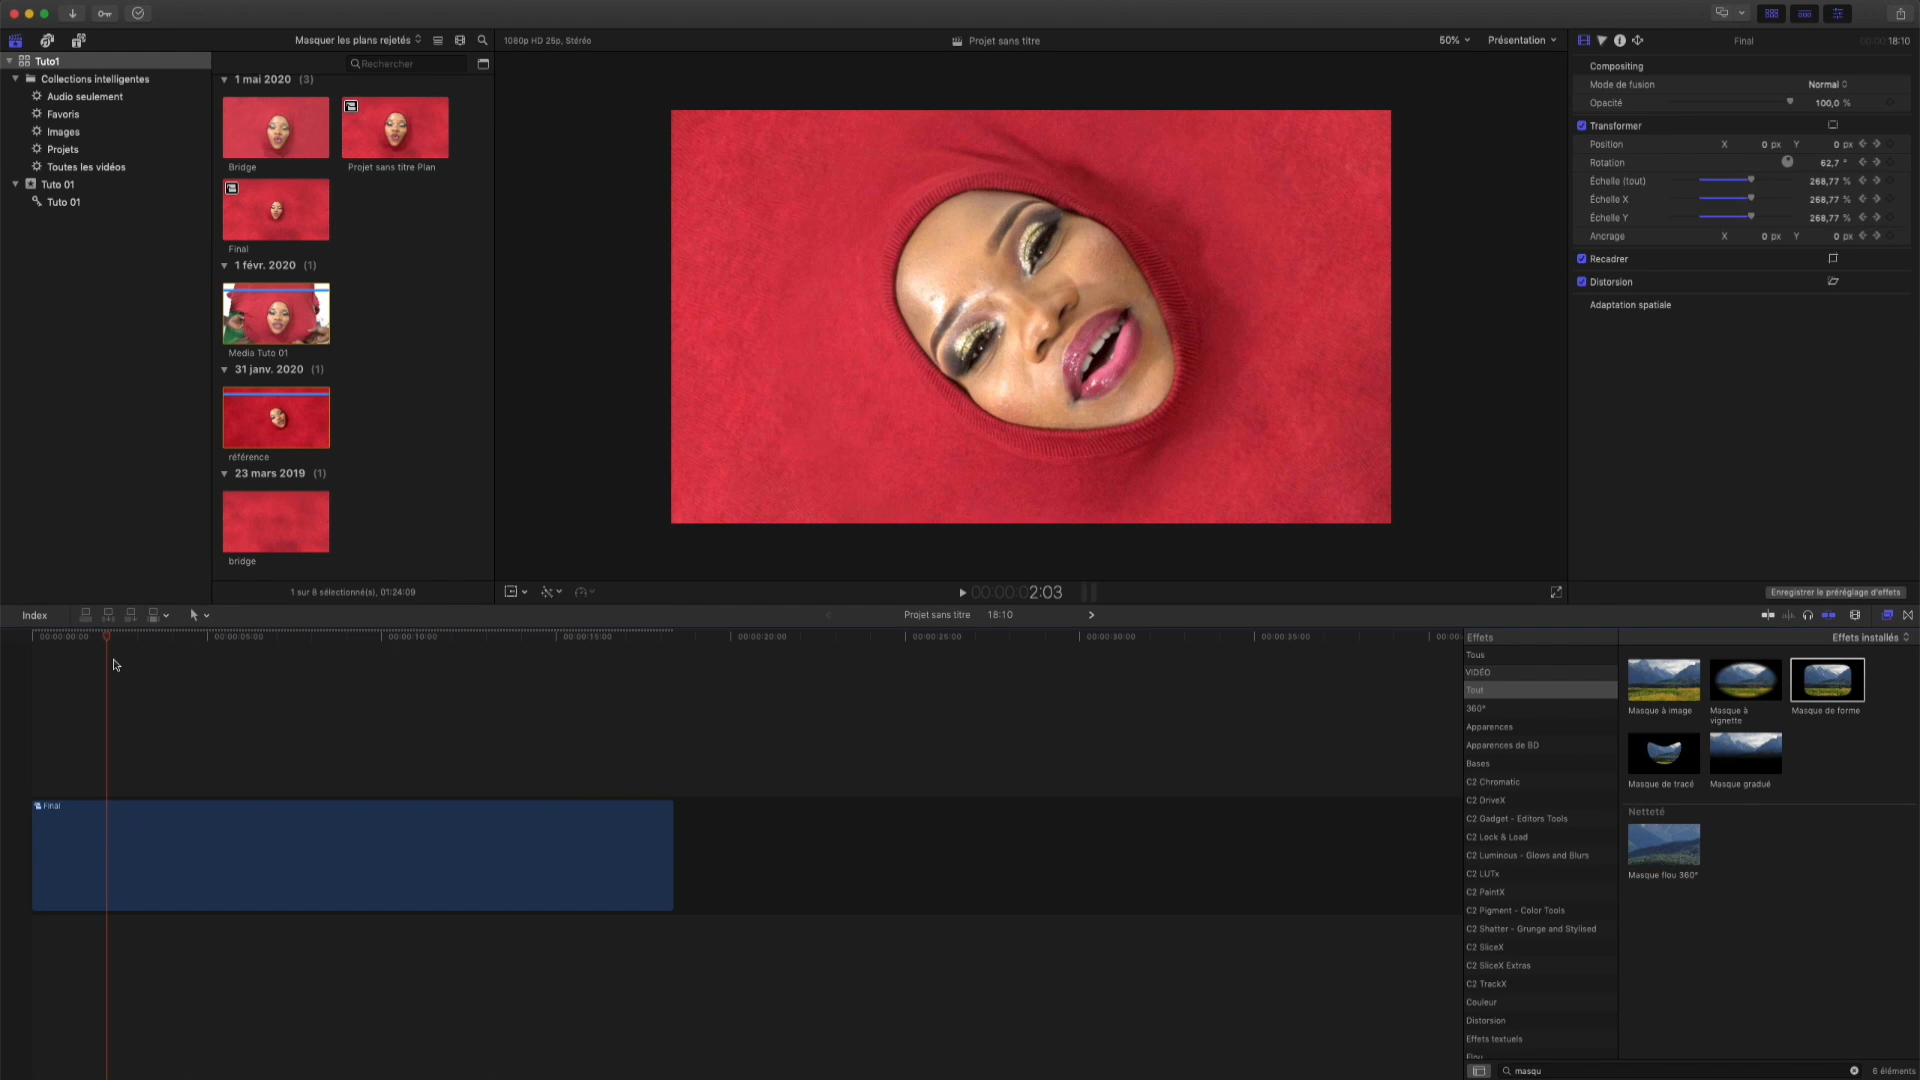 Masquer les plans rejetés
1080p HD 25p, Stéréo
Projet sans titre
50%
Présentation
Final
18:10
Tuto1
Collections intelligentes
Audio seulement
Favoris
Images
Projets
Toutes les vidéos
Tuto 01
Tuto 01
Rechercher
1 mai 2020 (3)
Bridge
Projet sans titre Plan
Final
1 févr. 2020 (1)
Media Tuto 01
31 janv. 2020 (1)
référence
23 mars 2019 (1)
bridge
1 sur 8 sélectionné(s), 01:24:09
00:00:00:02:03
Compositing
Mode de fusion Normal
Opacité 100,0 %
Transformer
Position X 0 px Y 0 px
Rotation 62,7 °
Échelle (tout) 268,77 %
Échelle X 268,77 %
Échelle Y 268,77 %
Ancrage X 0 px Y 0 px
Recadrer
Distorsion
Adaptation spatiale
Enregistrer le préréglage d'effets
Index
Projet sans titre 18:10
00:00:00:00
00:00:05:00
00:00:10:00
00:00:15:00
00:00:20:00
00:00:25:00
00:00:30:00
00:00:35:00
00:00
Final
Effets
Effets installés
Tous
VIDÉO
Tout
360°
Apparences
Apparences de BD
Bases
C2 Chromatic
C2 DriveX
C2 Gadget - Editors Tools
C2 Lock & Load
C2 Luminous - Glows and Blurs
C2 LUTx
C2 PaintX
C2 Pigment - Color Tools
C2 Shatter - Grunge and Stylised
C2 SliceX
C2 SliceX Extras
C2 TrackX
Couleur
Distorsion
Effets textuels
Flou
Masque à image
Masque à vignette
Masque de forme
Masque de tracé
Masque gradué
Netteté
Masque flou 360°
masqu
6 éléments